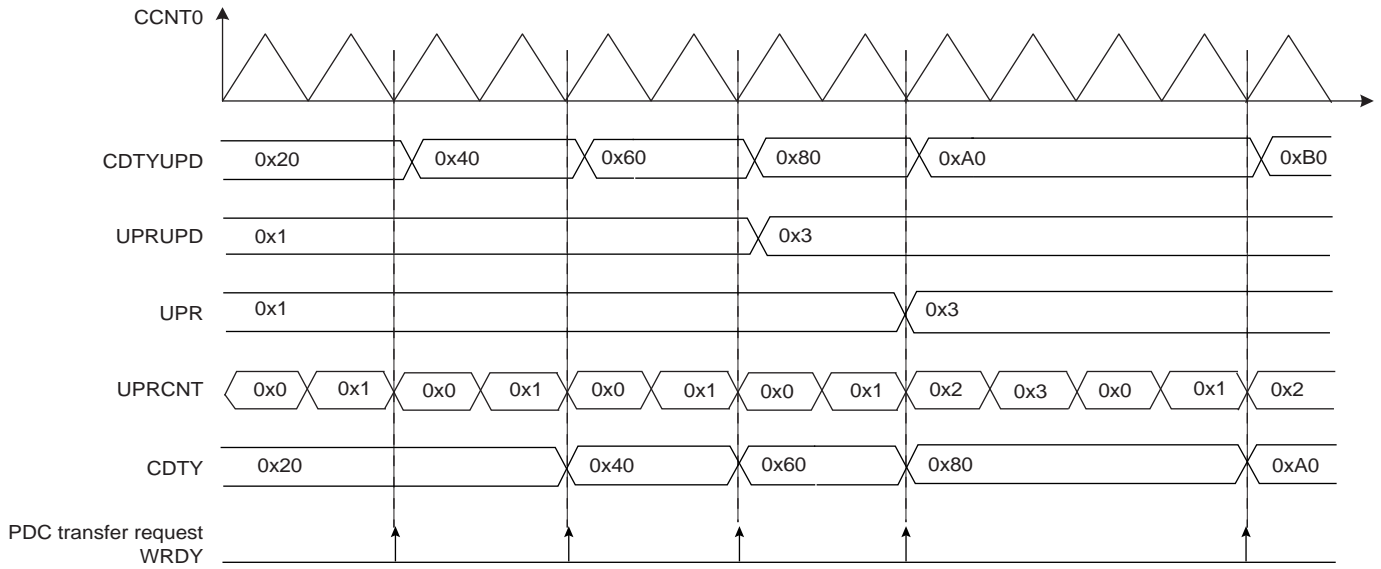 CCNT0
CDTYUPD 0x20 0x40 0x60 0x80 0xA0 0xB0
UPRUPD 0x1 0x3
UPR 0x1 0x3
UPRCNT 0x0 0x1 0x0 0x1 0x0 0x1 0x0 0x1 0x2 0x3 0x0 0x1 0x2
CDTY 0x20 0x40 0x60 0x80 0xA0
PDC transfer request
WRDY